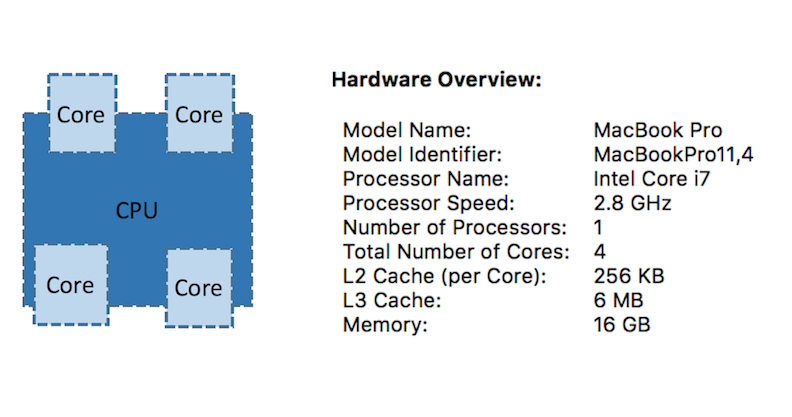 Core
Core
CPU
Core
Core
Hardware Overview:
Model Name: MacBook Pro
Model Identifier: MacBookPro11,4
Processor Name: Intel Core i7
Processor Speed: 2.8 GHz
Number of Processors: 1
Total Number of Cores: 4
L2 Cache (per Core): 256 KB
L3 Cache: 6 MB
Memory: 16 GB